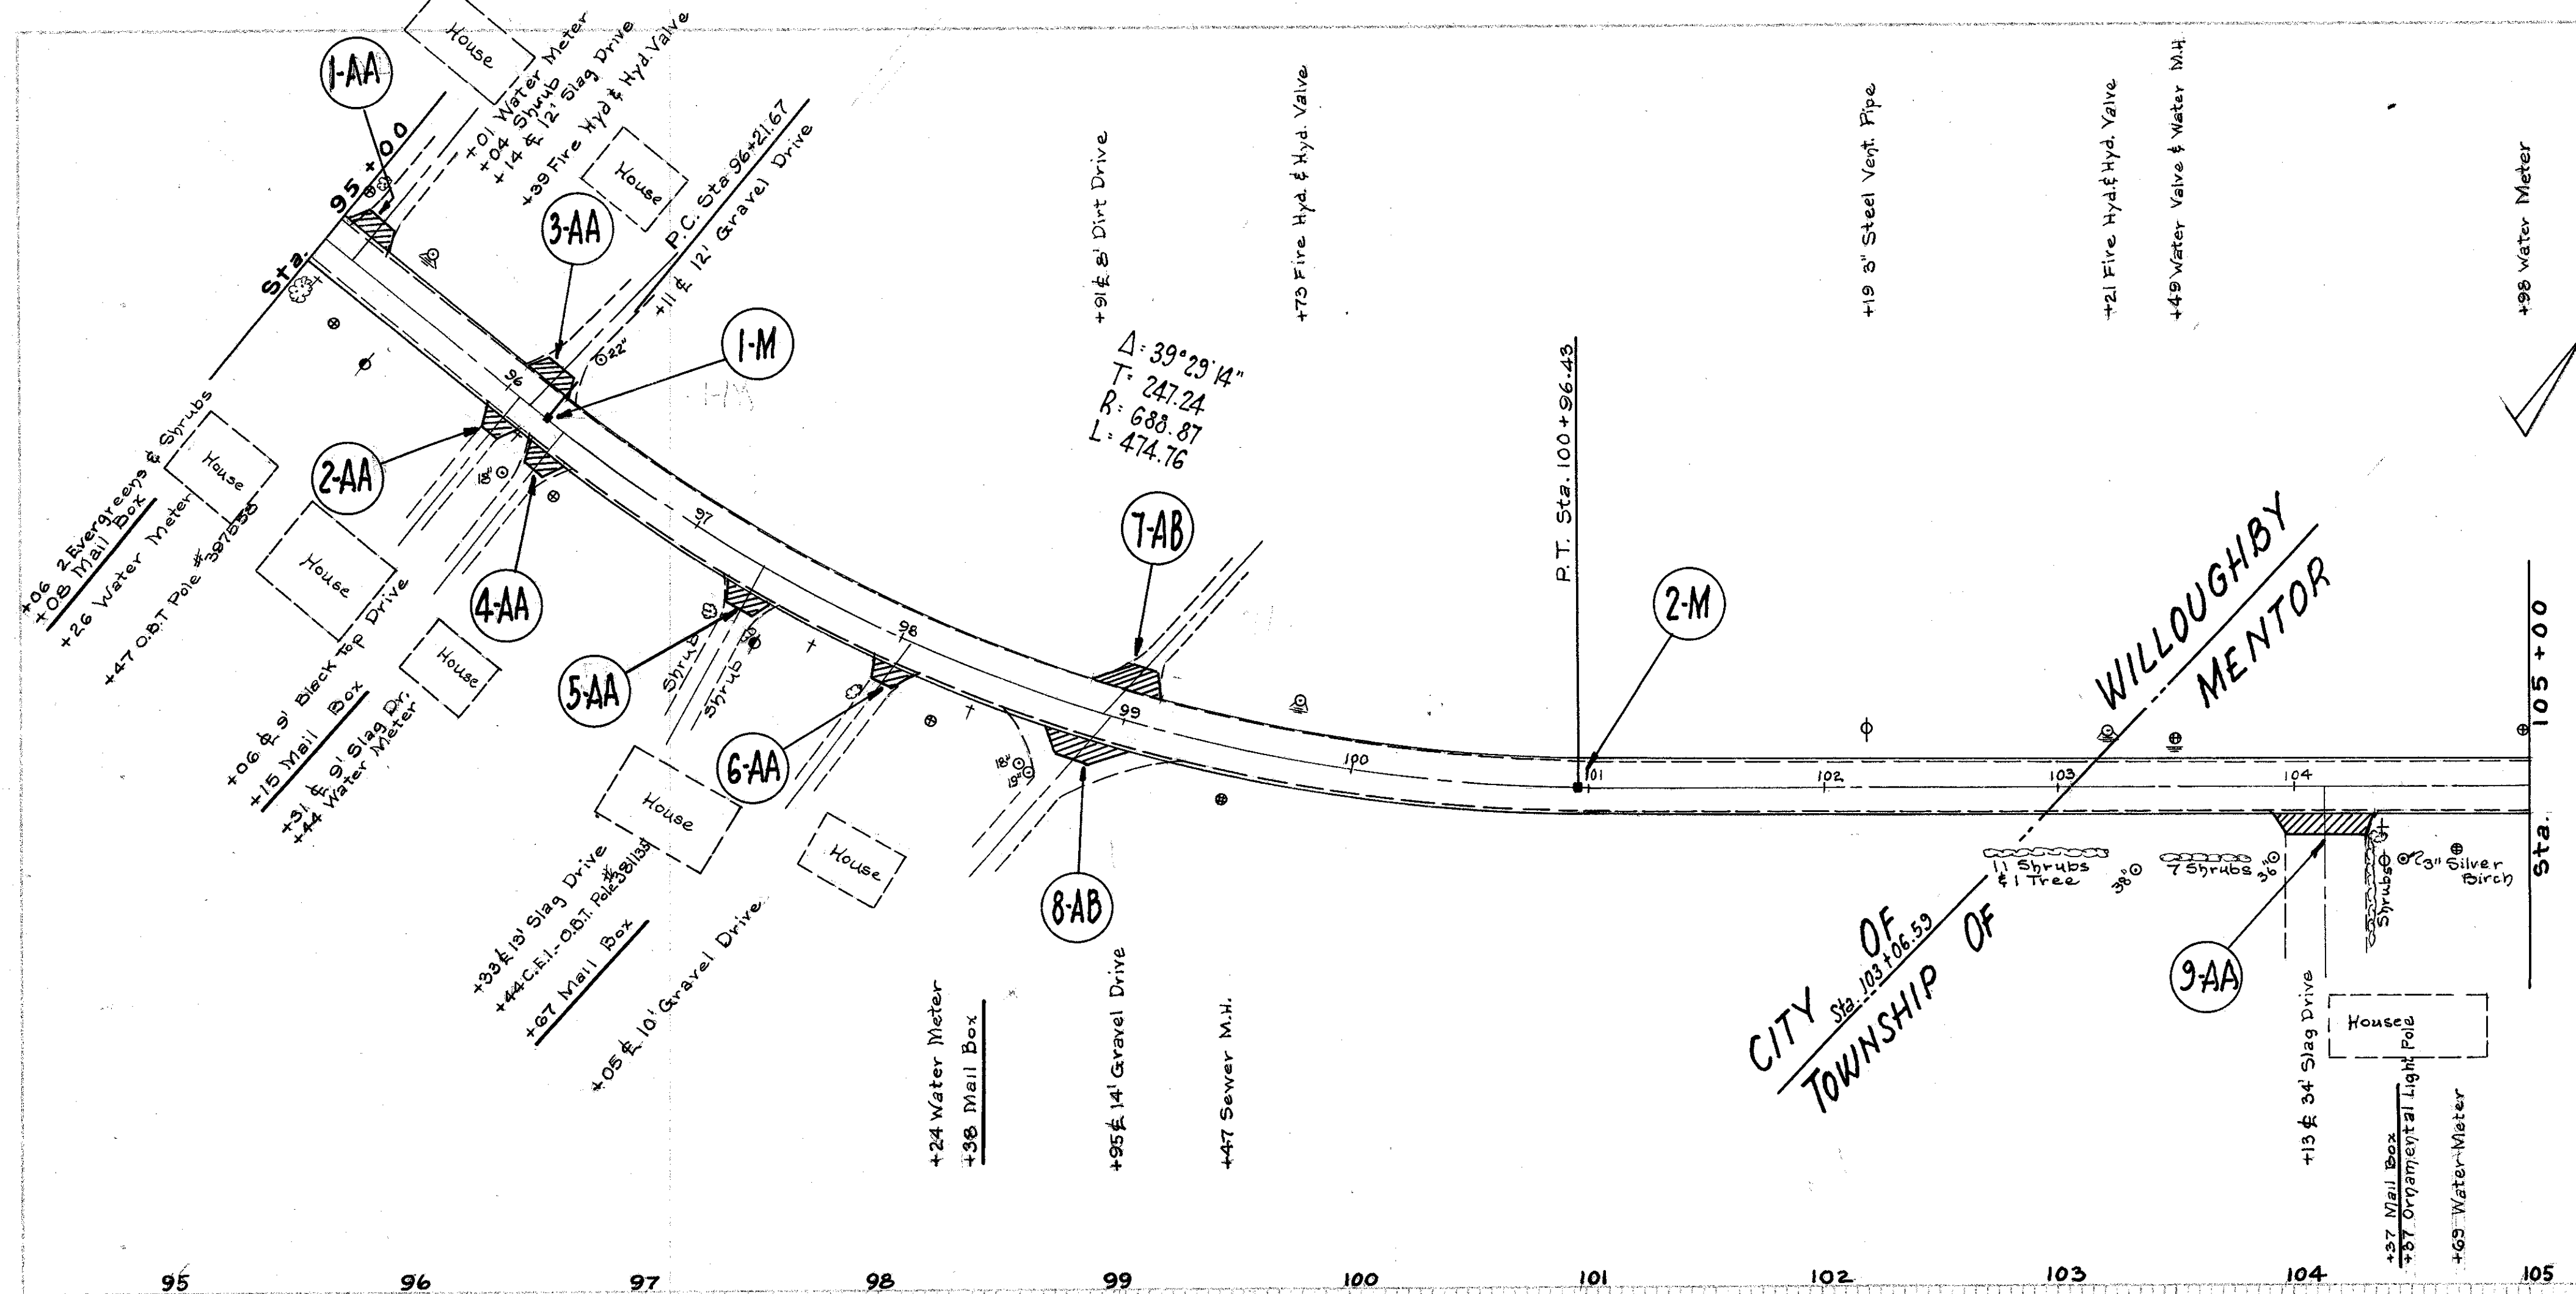 House
1-AA
+01 Water Meter
+04 Shrub
+14 ℄ 12' Slag Drive
+39 Fire Hyd & Hyd. Valve
Sta. 95+00
House
3-AA
P.C. Sta 96+21.67
+11 ℄ 12' Gravel Drive
22"
1-M
96
+91 ℄ 8' Dirt Drive
+73 Fire Hyd. & Hyd. Valve
+19 3" Steel Vent. Pipe
+21 Fire Hyd. & Hyd. Valve
+49 Water Valve & Water M.H.
+98 Water Meter
Δ= 39°29'14"
T= 247.24
R= 688.87
L= 474.76
P.T. Sta. 100+96.43
+06 2 Evergreens & Shrubs
+08 Mail Box
+26 Water Meter
+47 O.B.T Pole #387555
House
2-AA
18"
House
4-AA
97
7-AB
2-M
WILLOUGHBY
MENTOR
Sta. 105+00
+06 ℄ 9' Black Top Drive
+15 Mail Box
+31 ℄ 9' Slag Dr.
+44 Water Meter
House
5-AA
Shrub
Shrub
98
6-AA
99
18"
19"
100
101
102
103
104
House
House
8-AB
+33 ℄ 13' Slag Drive
+44 C.E.I.-O.B.T. Pole #381135
+67 Mail Box
+05 ℄ 10' Gravel Drive
+24 Water Meter
+38 Mail Box
+95 ℄ 14' Gravel Drive
+47 Sewer M.H.
11 Shrubs
& 1 Tree
38"
7 Shrubs
36"
Shrubs
3" Silver
Birch
CITY OF
Sta. 103+06.59
TOWNSHIP OF
9-AA
+13 ℄ 34' Slag Drive
House
+37 Mail Box
+37 Ornamental Light Pole
+69 Water Meter
95 96 97 98 99 100 101 102 103 104 105